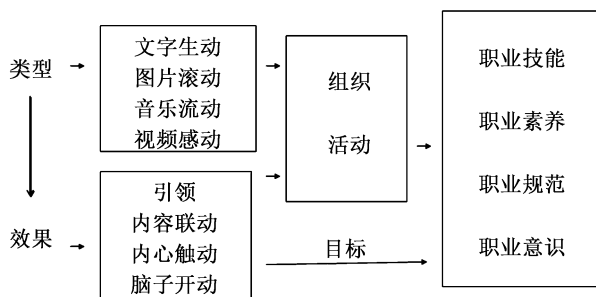 类型
文字生动
图片滚动
音乐流动
视频感动
组织
活动
职业技能
职业素养
职业规范
职业意识
效果
引领
内容联动
内心触动
脑子开动
目标